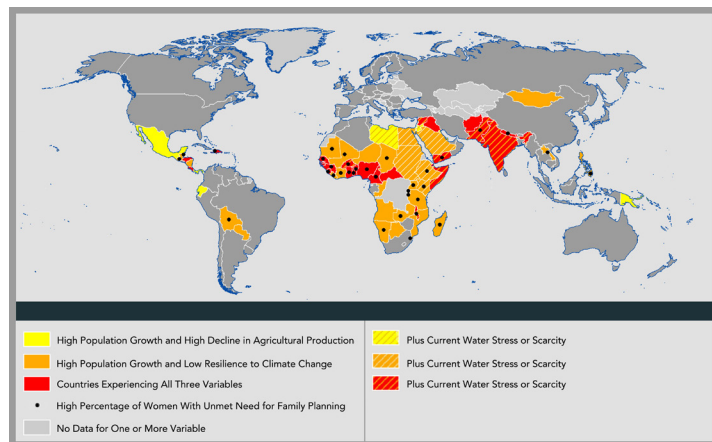 High Population Growth and High Decline in Agricultural Production
High Population Growth and Low Resilience to Climate Change
Countries Experiencing All Three Variables
High Percentage of Women With Unmet Need for Family Planning
No Data for One or More Variable
Plus Current Water Stress or Scarcity
Plus Current Water Stress or Scarcity
Plus Current Water Stress or Scarcity